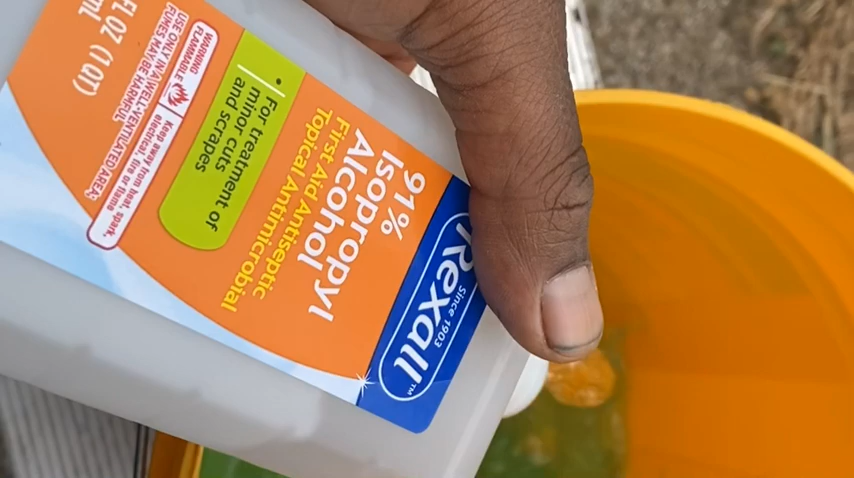 Rexall™
Since 1903
91%
Isopropyl
Alcohol
First Aid Antiseptic
Topical Antimicrobial
• For treatment of
minor cuts
and scrapes
WARNING
FLAMMABLE
Keep away from heat, spark,
electrical fire or flame
USE ONLY IN A WELL-VENTILATED AREA;
FUMES MAY BE HARMFUL
FL OZ (1 QT)
mL